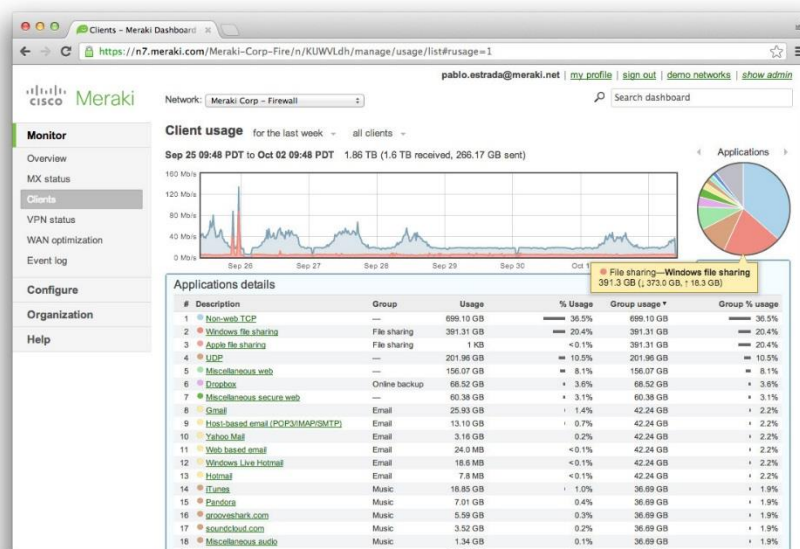 Clients – Meraki Dashboard
https://n7.meraki.com/Meraki-Corp-Fire/n/KUWVLdh/manage/usage/list#rusage=1
pablo.estrada@meraki.net | my profile | sign out | demo networks | show admin
CISCO Meraki
Network: Meraki Corp – Firewall
Search dashboard
Monitor
Overview
MX status
Clients
VPN status
WAN optimization
Event log
Configure
Organization
Help
Client usage for the last week all clients
Sep 25 09:48 PDT to Oct 02 09:48 PDT 1.86 TB (1.6 TB received, 266.17 GB sent)
160 Mb/s
120 Mb/s
80 Mb/s
40 Mb/s
0 Mb/s
Sep 26 Sep 27 Sep 28 Sep 29 Sep 30 Oct
Applications
File sharing—Windows file sharing
391.3 GB (↓ 373.0 GB, ↑ 18.3 GB)
Applications details
# Description Group Usage % Usage Group usage ▼ Group % usage
1 Non-web TCP — 699.10 GB 36.5% 699.10 GB 36.5%
2 Windows file sharing File sharing 391.31 GB 20.4% 391.31 GB 20.4%
3 Apple file sharing File sharing 1 KB <0.1% 391.31 GB 20.4%
4 UDP — 201.96 GB 10.5% 201.96 GB 10.5%
5 Miscellaneous web — 156.07 GB 8.1% 156.07 GB 8.1%
6 Dropbox Online backup 68.52 GB 3.6% 68.52 GB 3.6%
7 Miscellaneous secure web — 60.38 GB 3.1% 60.38 GB 3.1%
8 Gmail Email 25.93 GB 1.4% 42.24 GB 2.2%
9 Host-based email (POP3/IMAP/SMTP) Email 13.10 GB 0.7% 42.24 GB 2.2%
10 Yahoo Mail Email 3.16 GB 0.2% 42.24 GB 2.2%
11 Web based email Email 24.0 MB <0.1% 42.24 GB 2.2%
12 Windows Live Hotmail Email 18.6 MB <0.1% 42.24 GB 2.2%
13 Hotmail Email 7.8 MB <0.1% 42.24 GB 2.2%
14 iTunes Music 18.85 GB 1.0% 36.69 GB 1.9%
15 Pandora Music 7.01 GB 0.4% 36.69 GB 1.9%
16 grooveshark.com Music 5.59 GB 0.3% 36.69 GB 1.9%
17 soundcloud.com Music 3.52 GB 0.2% 36.69 GB 1.9%
18 Miscellaneous audio Music 1.34 GB 0.1% 36.69 GB 1.9%